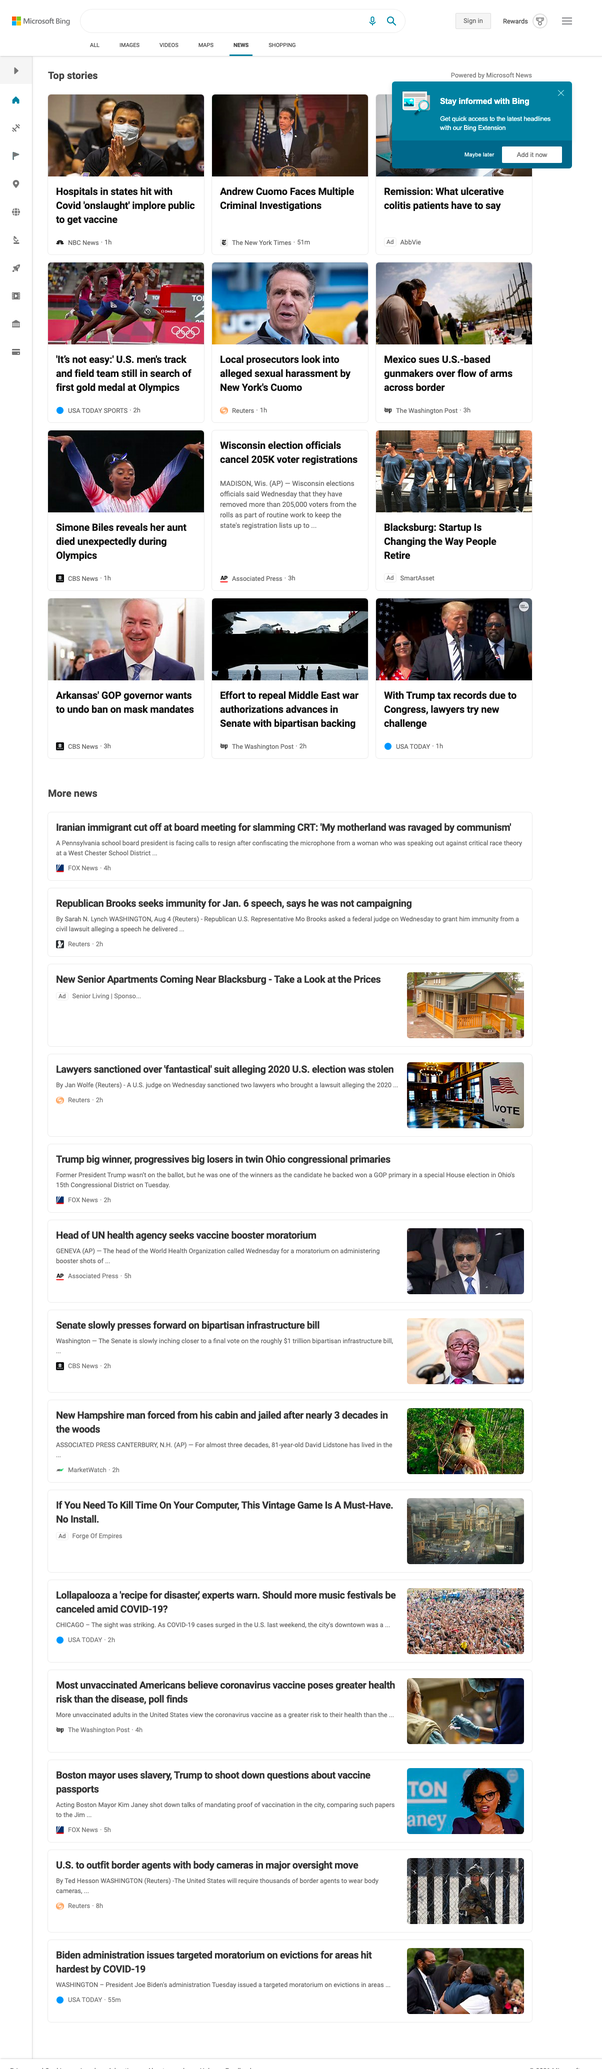 Microsoft Bing
Sign in
Rewards
ALL
IMAGES
VIDEOS
MAPS
NEWS
SHOPPING
Top stories
Powered by Microsoft News
Stay informed with Bing
Get quick access to the latest headlines
with our Bing Extension
Maybe later
Add it now
Hospitals in states hit with
Covid 'onslaught' implore public
to get vaccine
NBC News · 1h
Andrew Cuomo Faces Multiple
Criminal Investigations
The New York Times · 51m
Remission: What ulcerative
colitis patients have to say
Ad AbbVie
'It's not easy:' U.S. men's track
and field team still in search of
first gold medal at Olympics
USA TODAY SPORTS · 2h
Local prosecutors look into
alleged sexual harassment by
New York's Cuomo
Reuters · 1h
Mexico sues U.S.-based
gunmakers over flow of arms
across border
The Washington Post · 3h
Simone Biles reveals her aunt
died unexpectedly during
Olympics
CBS News · 1h
Wisconsin election officials
cancel 205K voter registrations
MADISON, Wis. (AP) — Wisconsin elections
officials said Wednesday that they have
removed more than 205,000 voters from the
rolls as part of routine work to keep the
state's registration lists up to ...
AP Associated Press · 3h
Blacksburg: Startup Is
Changing the Way People
Retire
Ad SmartAsset
Arkansas' GOP governor wants
to undo ban on mask mandates
CBS News · 3h
Effort to repeal Middle East war
authorizations advances in
Senate with bipartisan backing
wp The Washington Post · 2h
With Trump tax records due to
Congress, lawyers try new
challenge
USA TODAY · 1h
More news
Iranian immigrant cut off at board meeting for slamming CRT: 'My motherland was ravaged by communism'
A Pennsylvania school board president is facing calls to resign after confiscating the microphone from a woman who was speaking out against critical race theory
at a West Chester School District ...
FOX News · 4h
Republican Brooks seeks immunity for Jan. 6 speech, says he was not campaigning
By Sarah N. Lynch WASHINGTON, Aug 4 (Reuters) - Republican U.S. Representative Mo Brooks asked a federal judge on Wednesday to grant him immunity from a
civil lawsuit alleging a speech he delivered ...
Reuters · 2h
New Senior Apartments Coming Near Blacksburg - Take a Look at the Prices
Ad Senior Living | Sponso...
Lawyers sanctioned over 'fantastical' suit alleging 2020 U.S. election was stolen
By Jan Wolfe (Reuters) - A U.S. judge on Wednesday sanctioned two lawyers who brought a lawsuit alleging the 2020 ...
Reuters · 2h
VOTE
Trump big winner, progressives big losers in twin Ohio congressional primaries
Former President Trump wasn't on the ballot, but he was one of the winners as the candidate he backed won a GOP primary in a special House election in Ohio's
15th Congressional District on Tuesday.
FOX News · 2h
Head of UN health agency seeks vaccine booster moratorium
GENEVA (AP) — The head of the World Health Organization called Wednesday for a moratorium on administering
booster shots of ...
AP Associated Press · 5h
Senate slowly presses forward on bipartisan infrastructure bill
Washington — The Senate is slowly inching closer to a final vote on the roughly $1 trillion bipartisan infrastructure bill,
...
CBS News · 2h
New Hampshire man forced from his cabin and jailed after nearly 3 decades in
the woods
ASSOCIATED PRESS CANTERBURY, N.H. (AP) — For almost three decades, 81-year-old David Lidstone has lived in the
...
MarketWatch · 2h
If You Need To Kill Time On Your Computer, This Vintage Game Is A Must-Have.
No Install.
Ad Forge Of Empires
Lollapalooza a 'recipe for disaster,' experts warn. Should more music festivals be
canceled amid COVID-19?
CHICAGO – The sight was striking. As COVID-19 cases surged in the U.S. last weekend, the city's downtown was a ...
USA TODAY · 2h
Most unvaccinated Americans believe coronavirus vaccine poses greater health
risk than the disease, poll finds
More unvaccinated adults in the United States view the coronavirus vaccine as a greater risk to their health than the ...
wp The Washington Post · 4h
Boston mayor uses slavery, Trump to shoot down questions about vaccine
passports
Acting Boston Mayor Kim Janey shot down talks of mandating proof of vaccination in the city, comparing such papers
to the Jim ...
FOX News · 5h
TON
aney
U.S. to outfit border agents with body cameras in major oversight move
By Ted Hesson WASHINGTON (Reuters) -The United States will require thousands of border agents to wear body
cameras, ...
Reuters · 8h
Biden administration issues targeted moratorium on evictions for areas hit
hardest by COVID-19
WASHINGTON – President Joe Biden's administration Tuesday issued a targeted moratorium on evictions in areas ...
USA TODAY · 55m